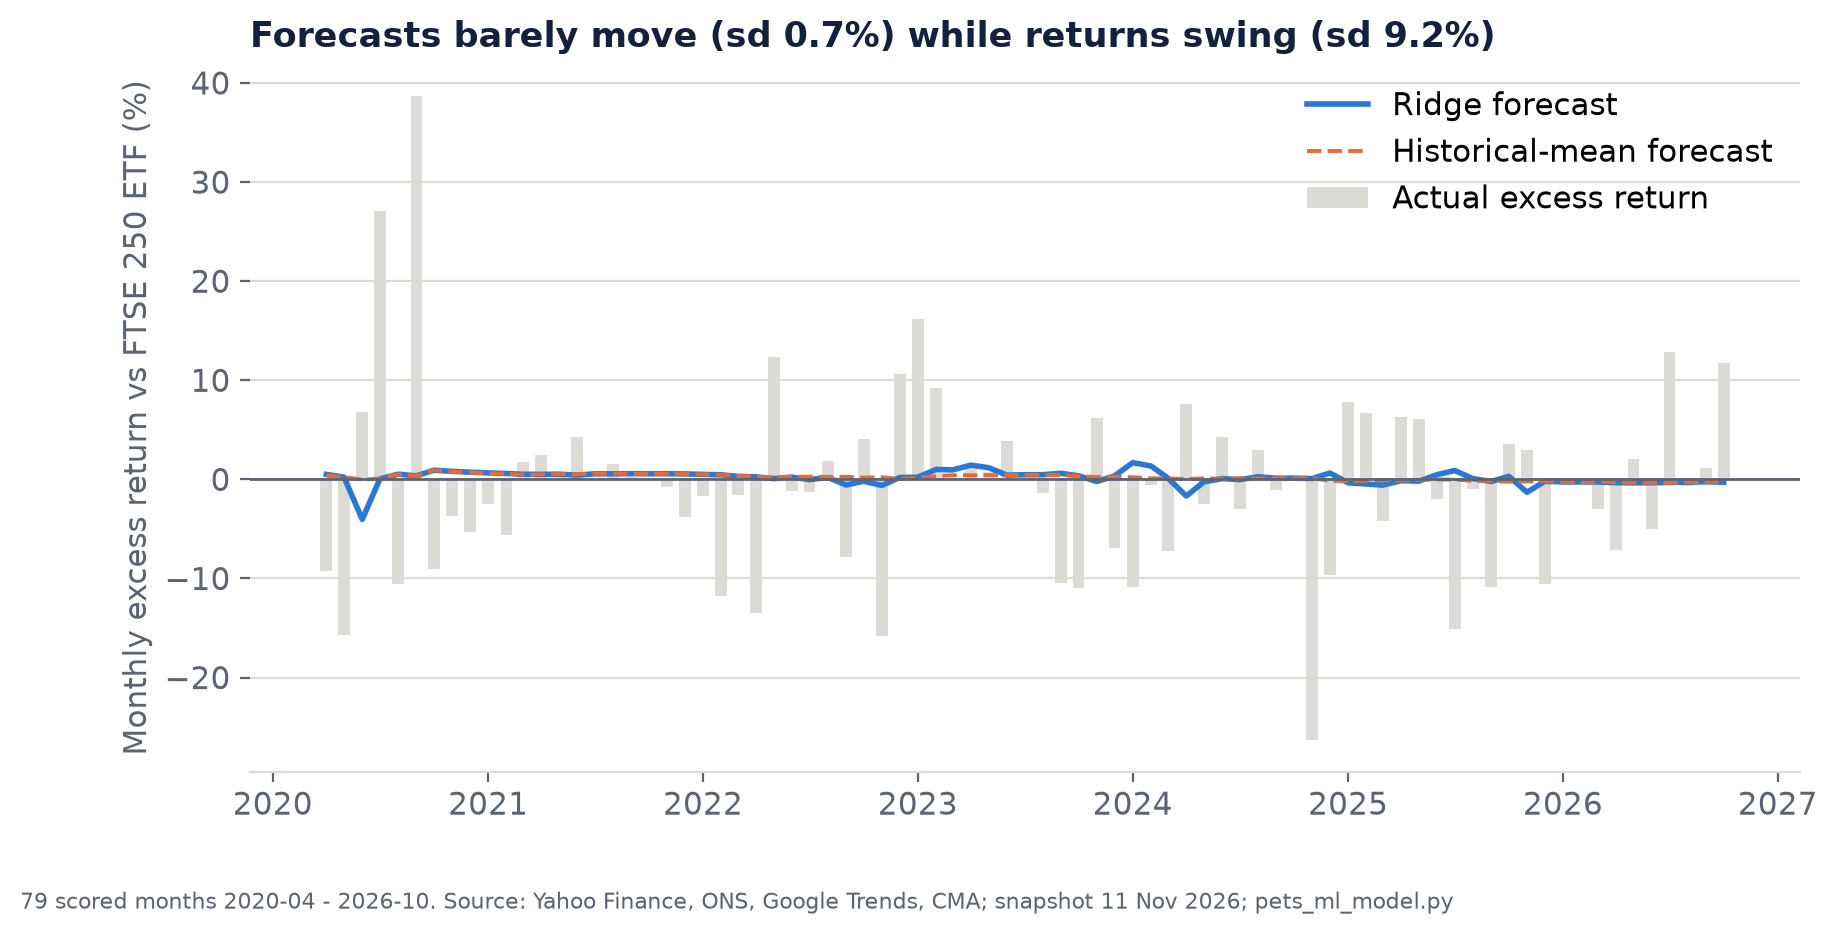 Forecasts barely move (sd 0.7%) while returns swing (sd 9.2%)
Monthly excess return vs FTSE 250 ETF (%)
40
30
20
10
0
−10
−20
Ridge forecast
Historical-mean forecast
Actual excess return
2020 2021 2022 2023 2024 2025 2026 2027
79 scored months 2020-04 - 2026-10. Source: Yahoo Finance, ONS, Google Trends, CMA; snapshot 11 Nov 2026; pets_ml_model.py